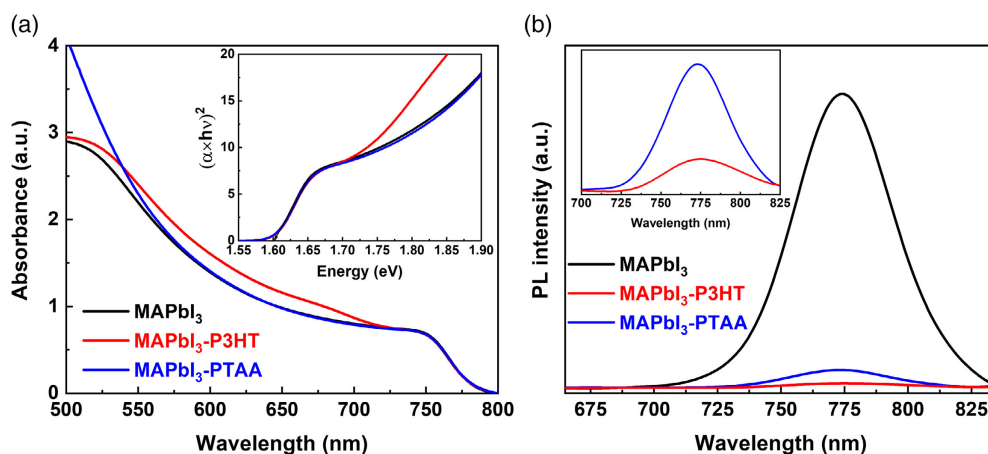 (a)
4
3
2
1
0
Absorbance (a.u.)
500 550 600 650 700 750 800
Wavelength (nm)
MAPbI₃
MAPbI₃-P3HT
MAPbI₃-PTAA
20
15
10
5
0
(α×hν)²
1.55 1.60 1.65 1.70 1.75 1.80 1.85 1.90
Energy (eV)
(b)
PL intensity (a.u.)
675 700 725 750 775 800 825
Wavelength (nm)
700 725 750 775 800 825
Wavelength (nm)
MAPbI₃
MAPbI₃-P3HT
MAPbI₃-PTAA